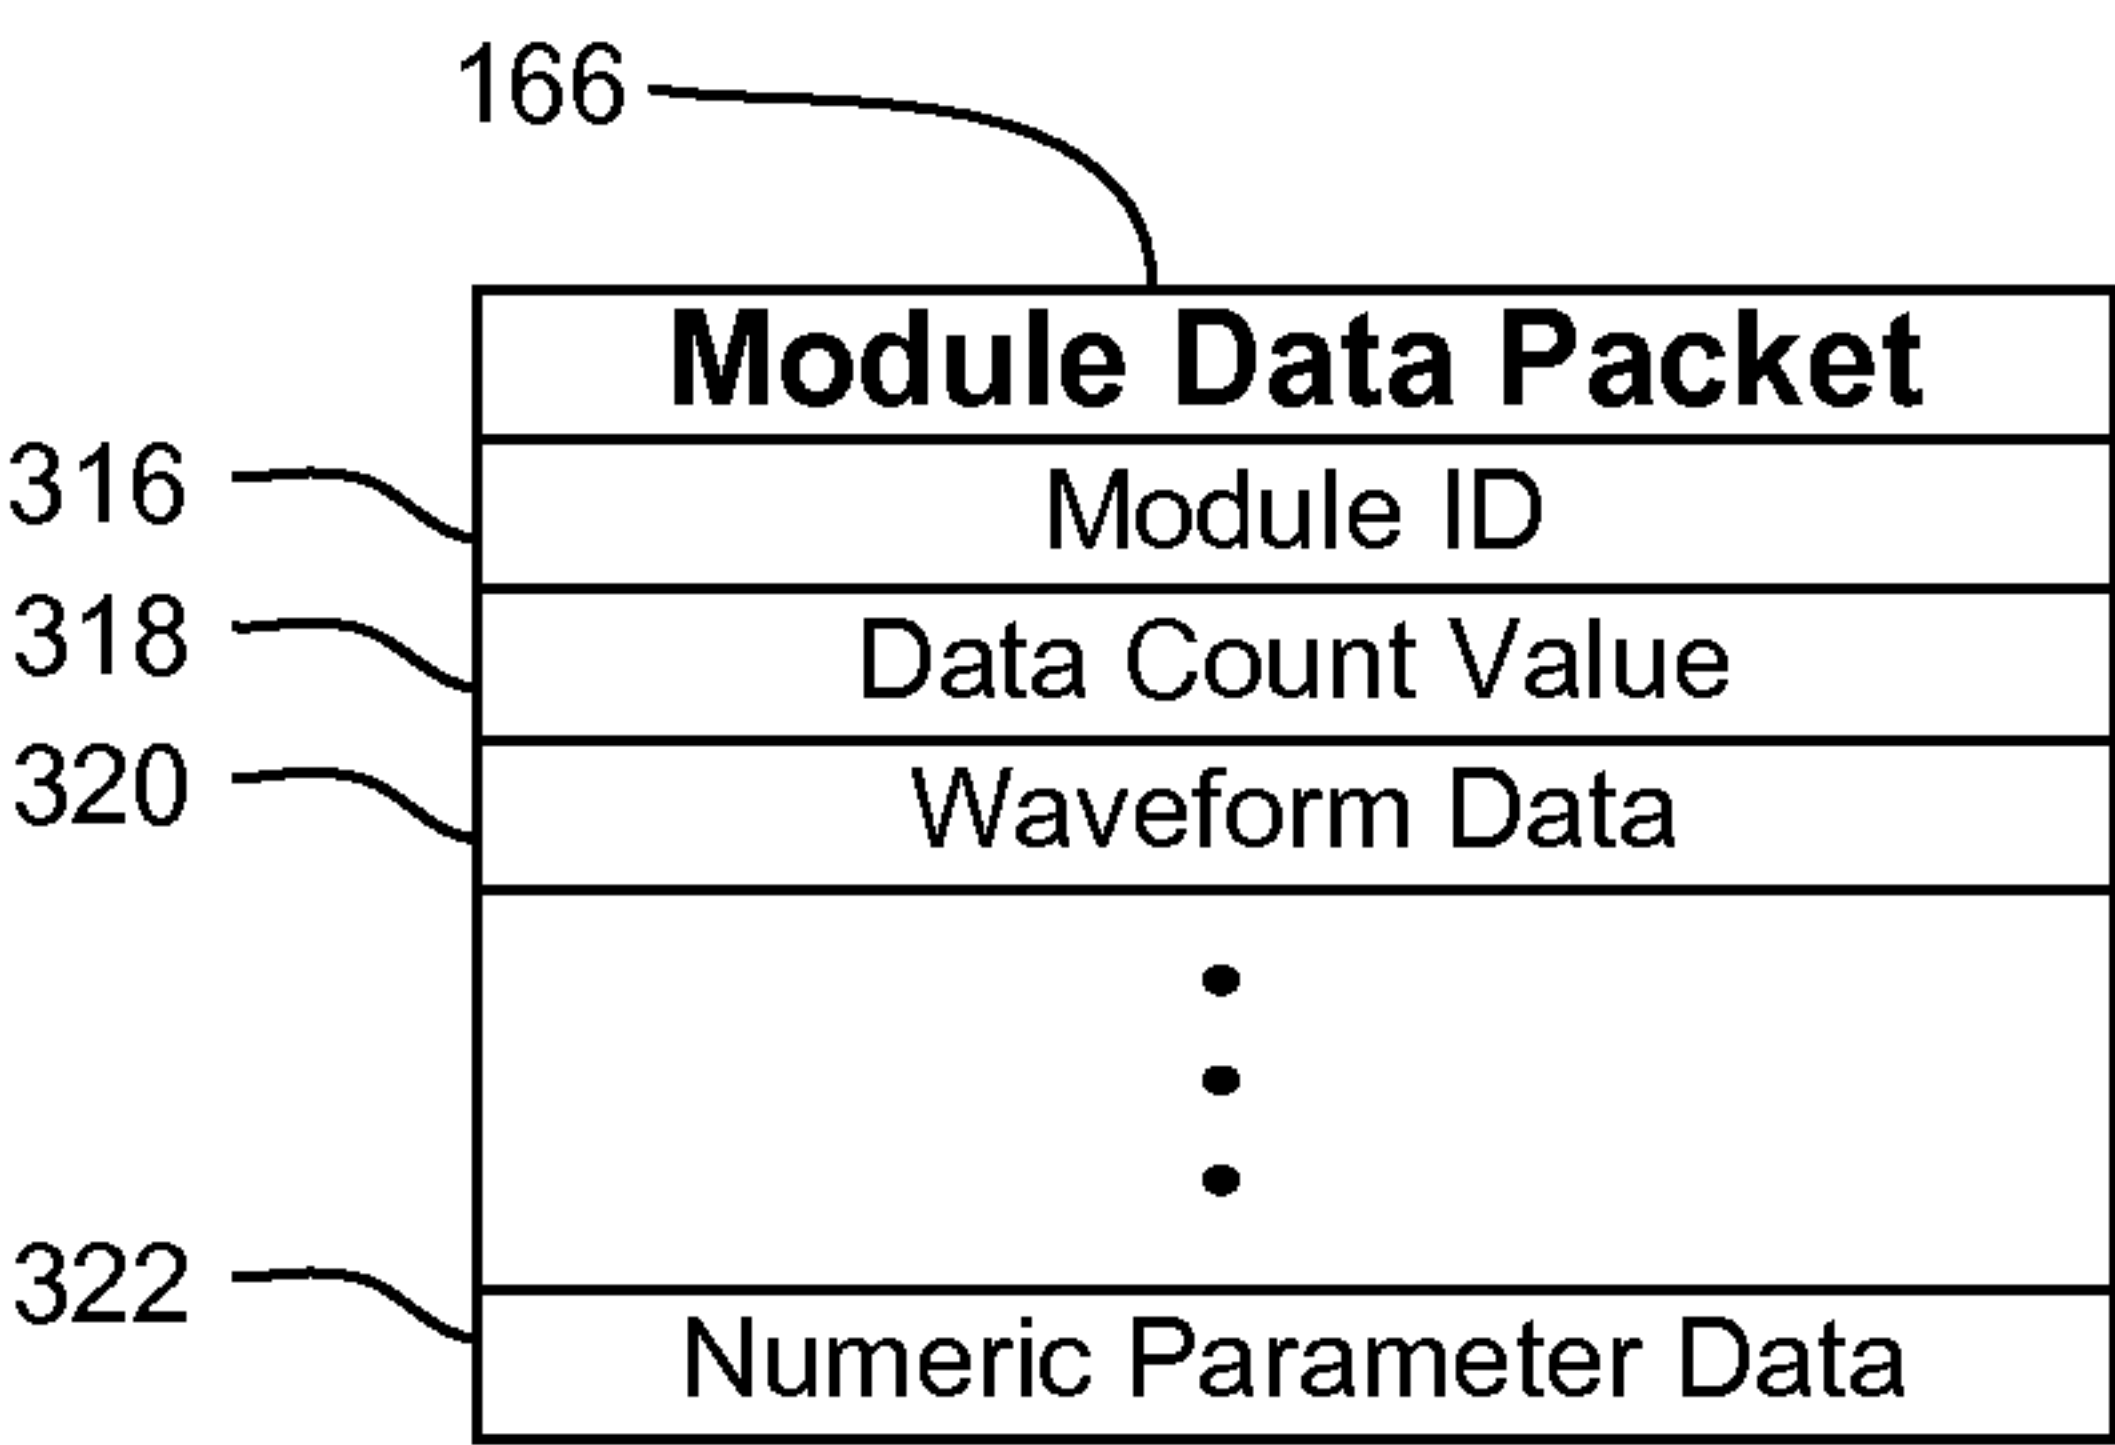 166
Module Data Packet
316 Module ID
318 Data Count Value
320 Waveform Data
322 Numeric Parameter Data